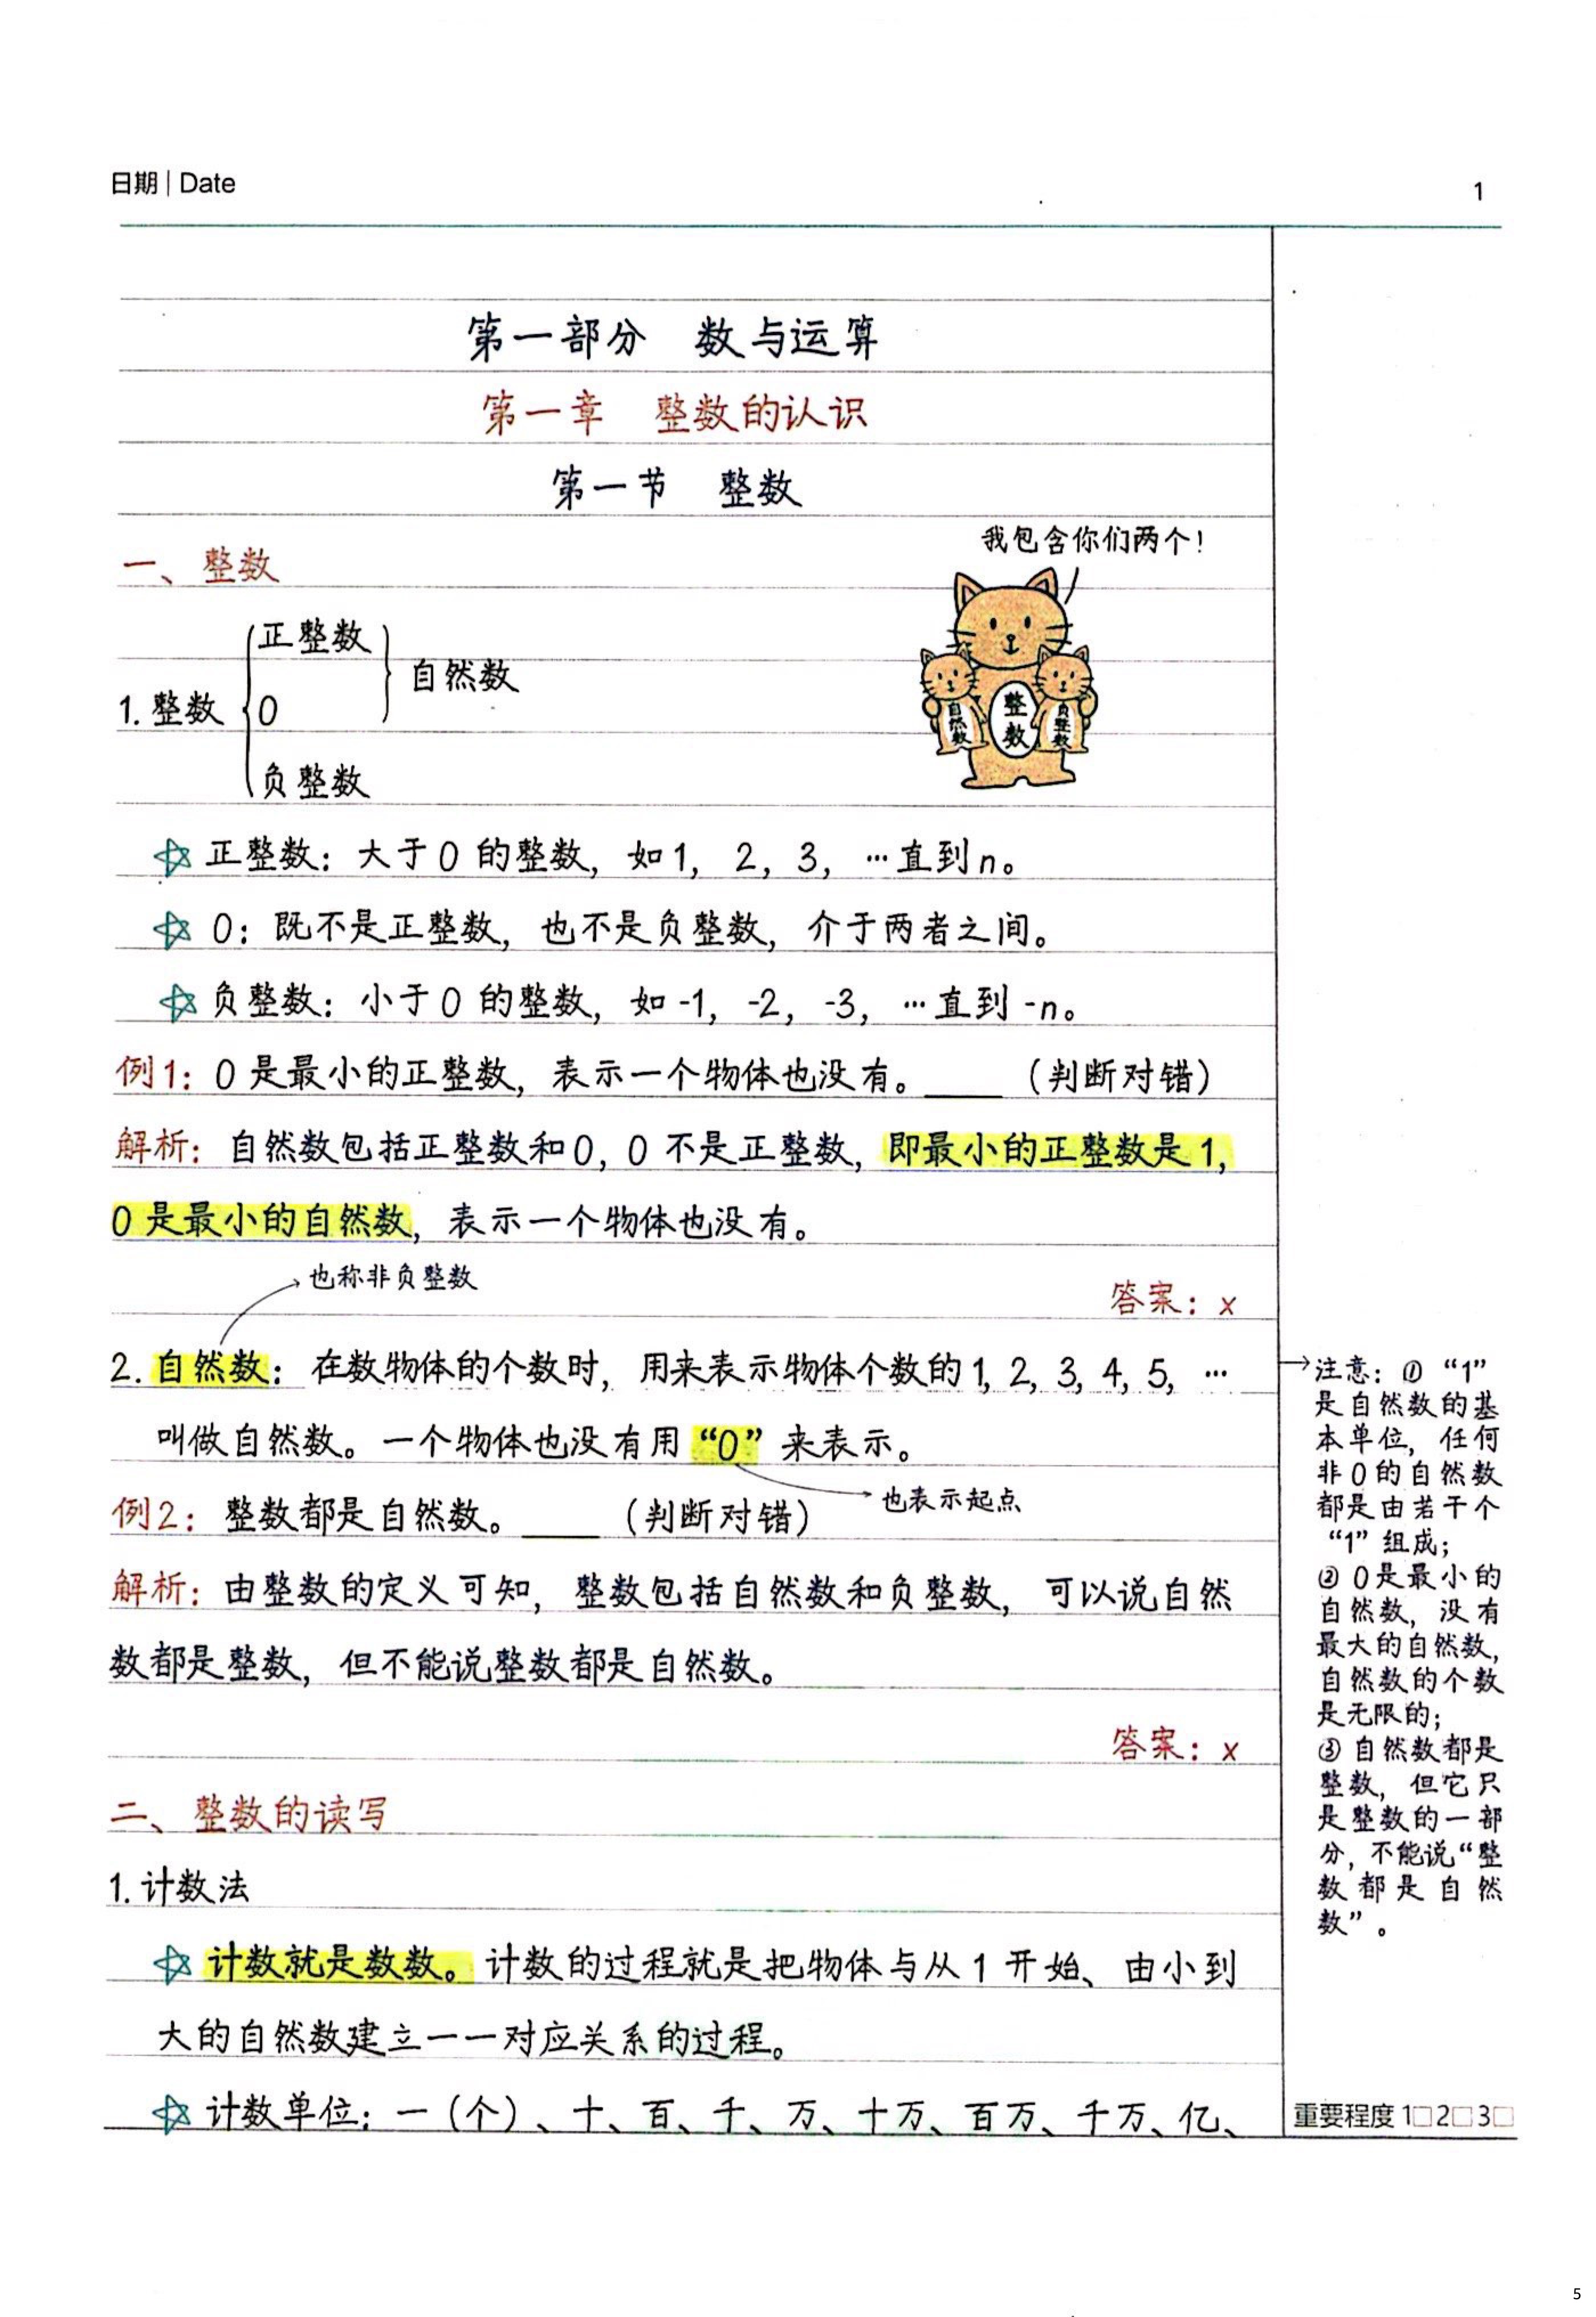 日期 | Date
1
第一部分 数与运算
第一章 整数的认识
第一节 整数
我包含你们两个！
一、整数
正整数
自然数
1. 整数
0
负整数
自然数
整数
负整数
☆ 正整数：大于0的整数，如1，2，3，…直到n。
☆ 0：既不是正整数，也不是负整数，介于两者之间。
☆ 负整数：小于0的整数，如-1，-2，-3，…直到-n。
例1：0是最小的正整数，表示一个物体也没有。____（判断对错）
解析：自然数包括正整数和0，0不是正整数，即最小的正整数是1，
0是最小的自然数，表示一个物体也没有。
也称非负整数
答案：×
2. 自然数：在数物体的个数时，用来表示物体个数的1，2，3，4，5，…
叫做自然数。一个物体也没有用“0”来表示。
也表示起点
例2：整数都是自然数。____（判断对错）
解析：由整数的定义可知，整数包括自然数和负整数，可以说自然
数都是整数，但不能说整数都是自然数。
答案：×
二、整数的读写
1. 计数法
☆ 计数就是数数。计数的过程就是把物体与从1开始、由小到
大的自然数建立一一对应关系的过程。
☆ 计数单位：一（个）、十、百、千、万、十万、百万、千万、亿、
注意：①“1”
是自然数的基
本单位，任何
非0的自然数
都是由若干个
“1”组成；
②0是最小的
自然数，没有
最大的自然数，
自然数的个数
是无限的；
③自然数都是
整数，但它只
是整数的一部
分，不能说“整
数都是自然
数”。
重要程度 1□2□3□
5